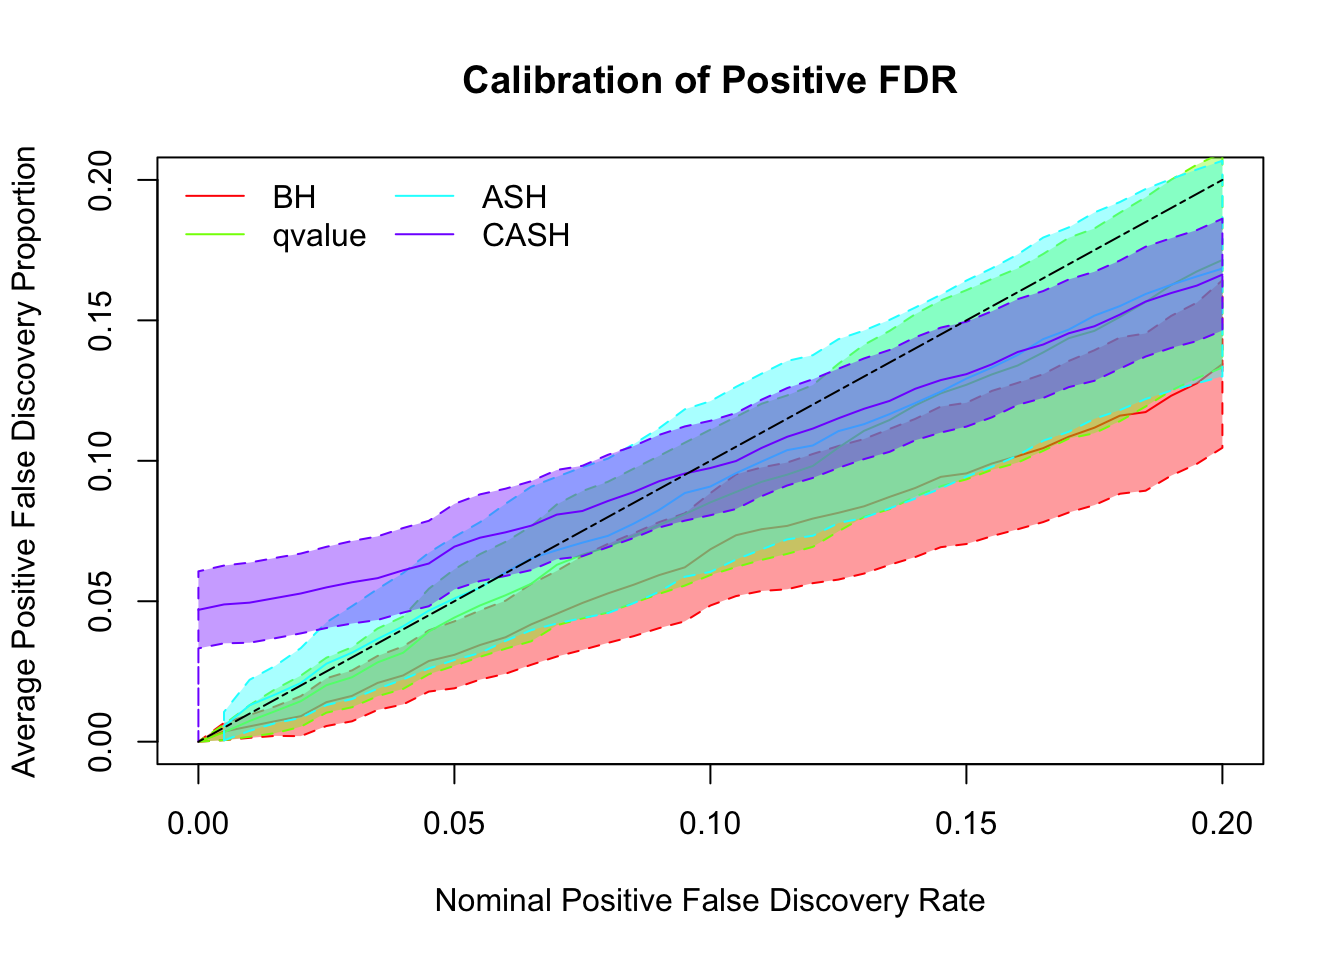 Calibration of Positive FDR
Average Positive False Discovery Proportion
0.20
0.15
0.10
0.05
0.00
BH
qvalue
ASH
CASH
0.00 0.05 0.10 0.15 0.20
Nominal Positive False Discovery Rate